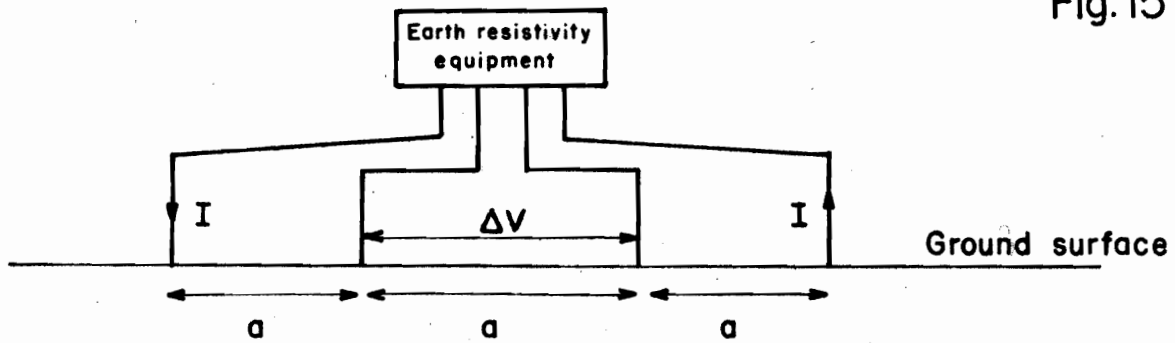 Fig. 15
Earth resistivity
equipment
I
ΔV
I
Ground surface
a
a
a